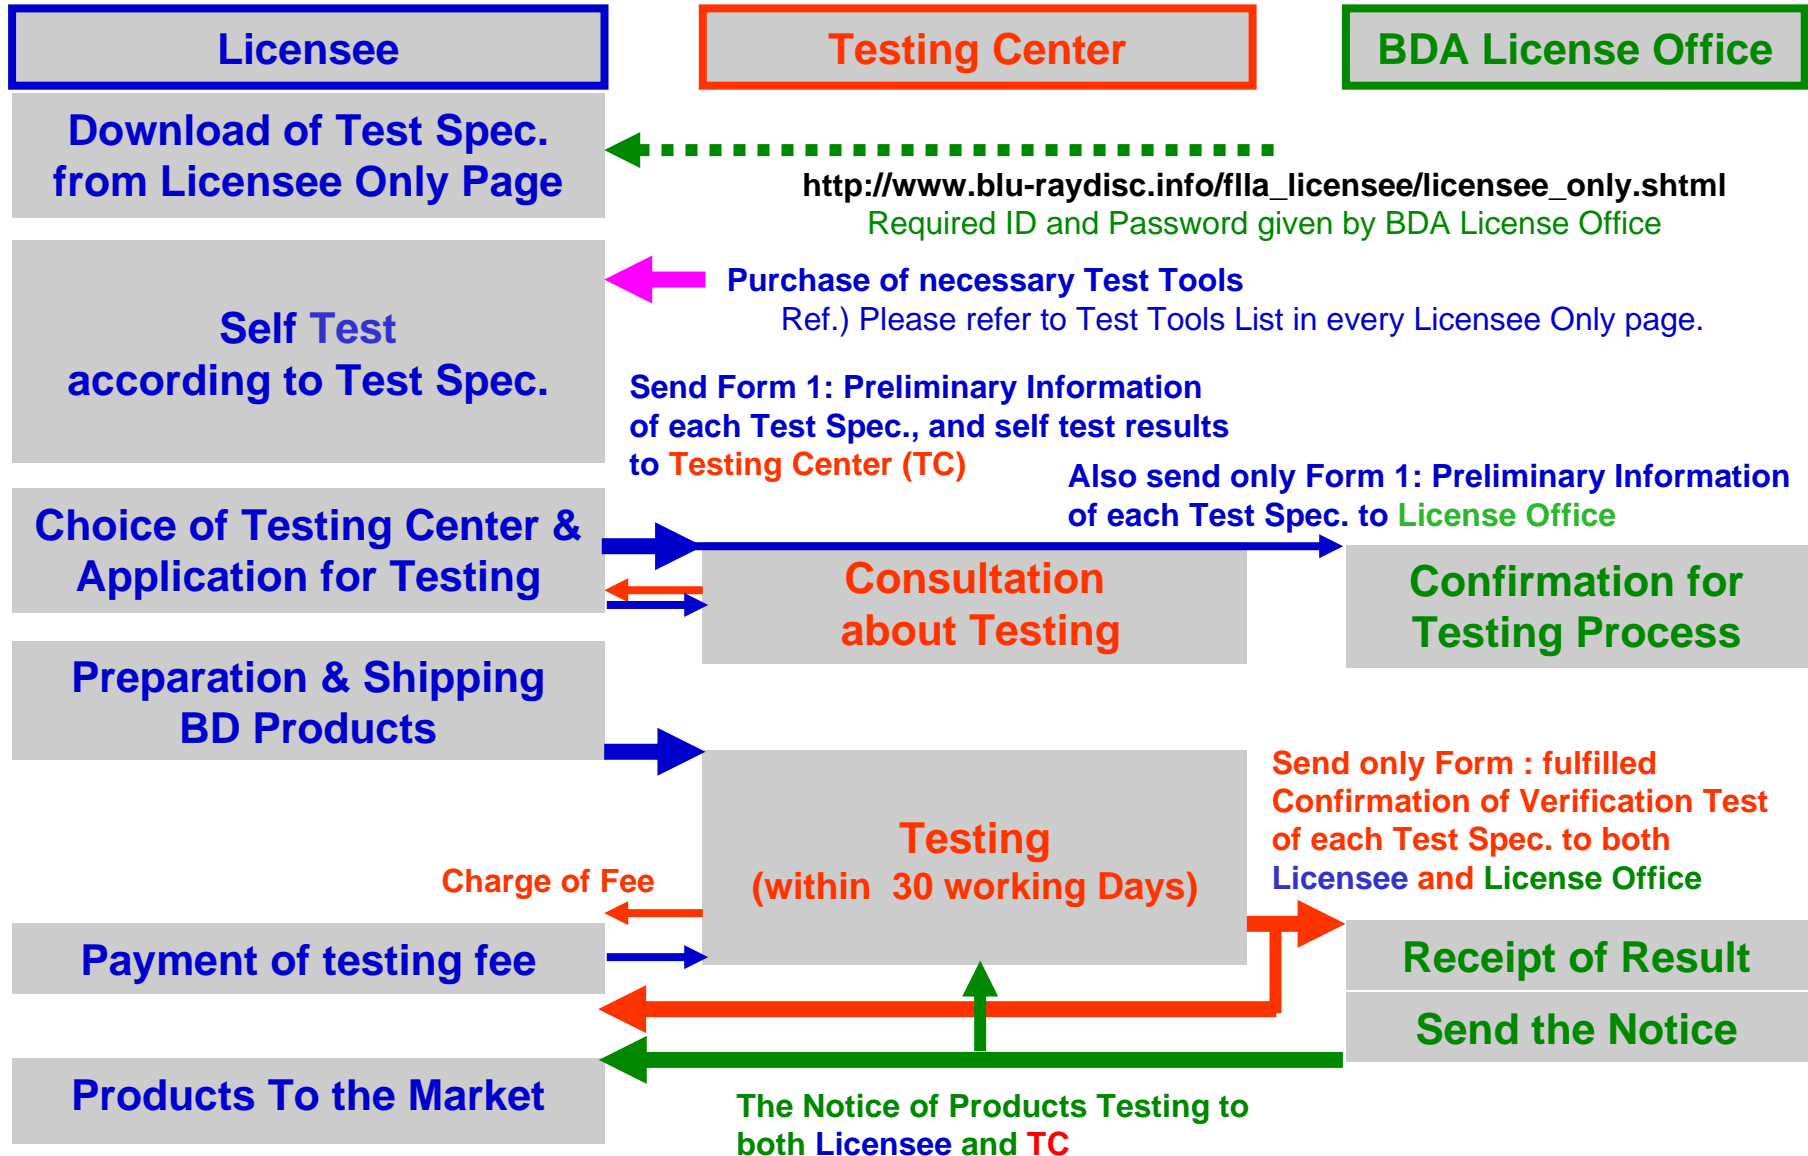 Licensee
Testing Center
BDA License Office
Download of Test Spec.
from Licensee Only Page
http://www.blu-raydisc.info/flla_licensee/licensee_only.shtml
Required ID and Password given by BDA License Office
Purchase of necessary Test Tools
Ref.) Please refer to Test Tools List in every Licensee Only page.
Self Test
according to Test Spec.
Send Form 1: Preliminary Information
of each Test Spec., and self test results
to Testing Center (TC)
Also send only Form 1: Preliminary Information
of each Test Spec. to License Office
Choice of Testing Center &
Application for Testing
Consultation
about Testing
Confirmation for
Testing Process
Preparation & Shipping
BD Products
Testing
(within  30 working Days)
Send only Form : fulfilled
Confirmation of Verification Test
of each Test Spec. to both
Licensee and License Office
Charge of Fee
Payment of testing fee
Receipt of Result
Send the Notice
Products To the Market
The Notice of Products Testing to
both Licensee and TC